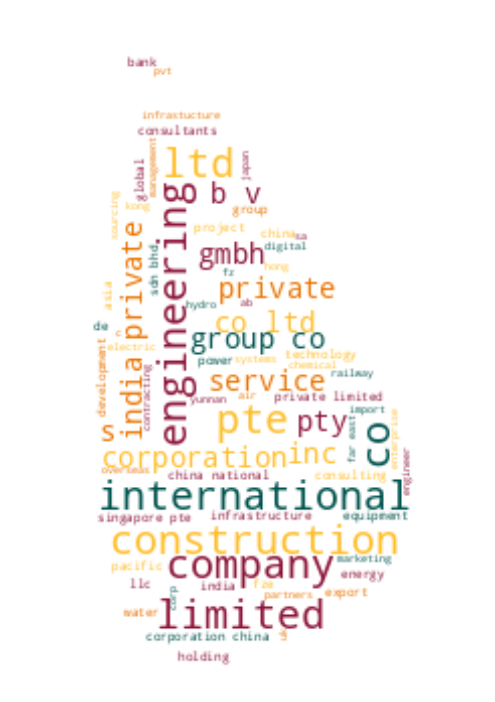 bank
pvt
infrastucture
consultants
management
ltd
japan
global
engineering
b v
sourcing
kong
group
project
india private
china
sa
digital
sdn bhd
gmbh
fz
hong
asia
private
hydro
ab
co ltd
de
c
group co
electric
development
power
systems
technology
chemical
contracting
service
railway
yunnan
air
private limited
pte
pty
import
far east
co
enterprise
s
corporation
inc
engineer
overseas
china national
consulting
international
singapore pte
infrastructure
equipment
construction
company
marketing
pacific
energy
llc
corp
india
fze
partners
export
water
limited
corporation china
holding